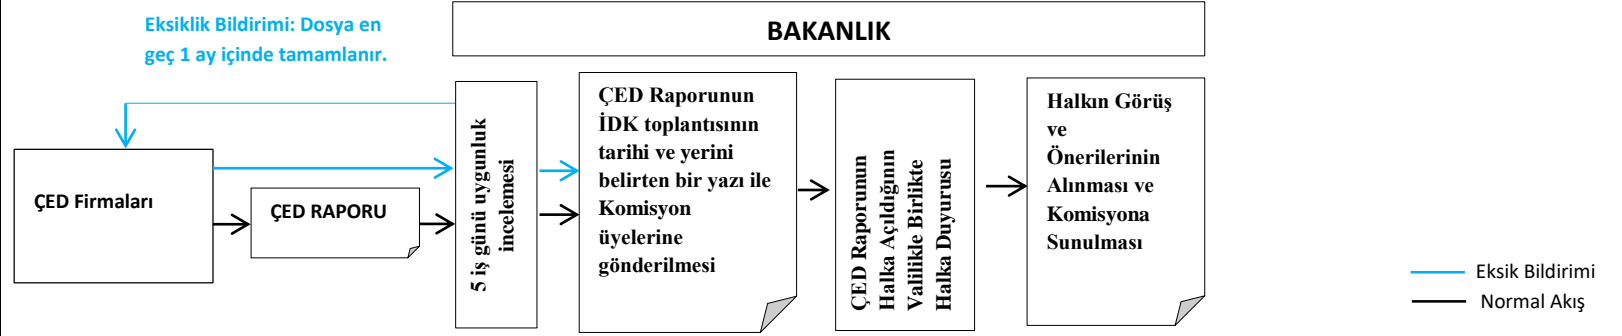 Eksiklik Bildirimi: Dosya en
geç 1 ay içinde tamamlanır.
BAKANLIK
ÇED Firmaları
ÇED RAPORU
5 iş günü uygunluk
incelemesi
ÇED Raporunun
İDK toplantısının
tarihi ve yerini
belirten bir yazı ile
Komisyon
üyelerine
gönderilmesi
ÇED Raporunun
Halka Açıldığının
Valilikle Birlikte
Halka Duyurusu
Halkın Görüş
ve
Önerilerinin
Alınması ve
Komisyona
Sunulması
Eksik Bildirimi
Normal Akış